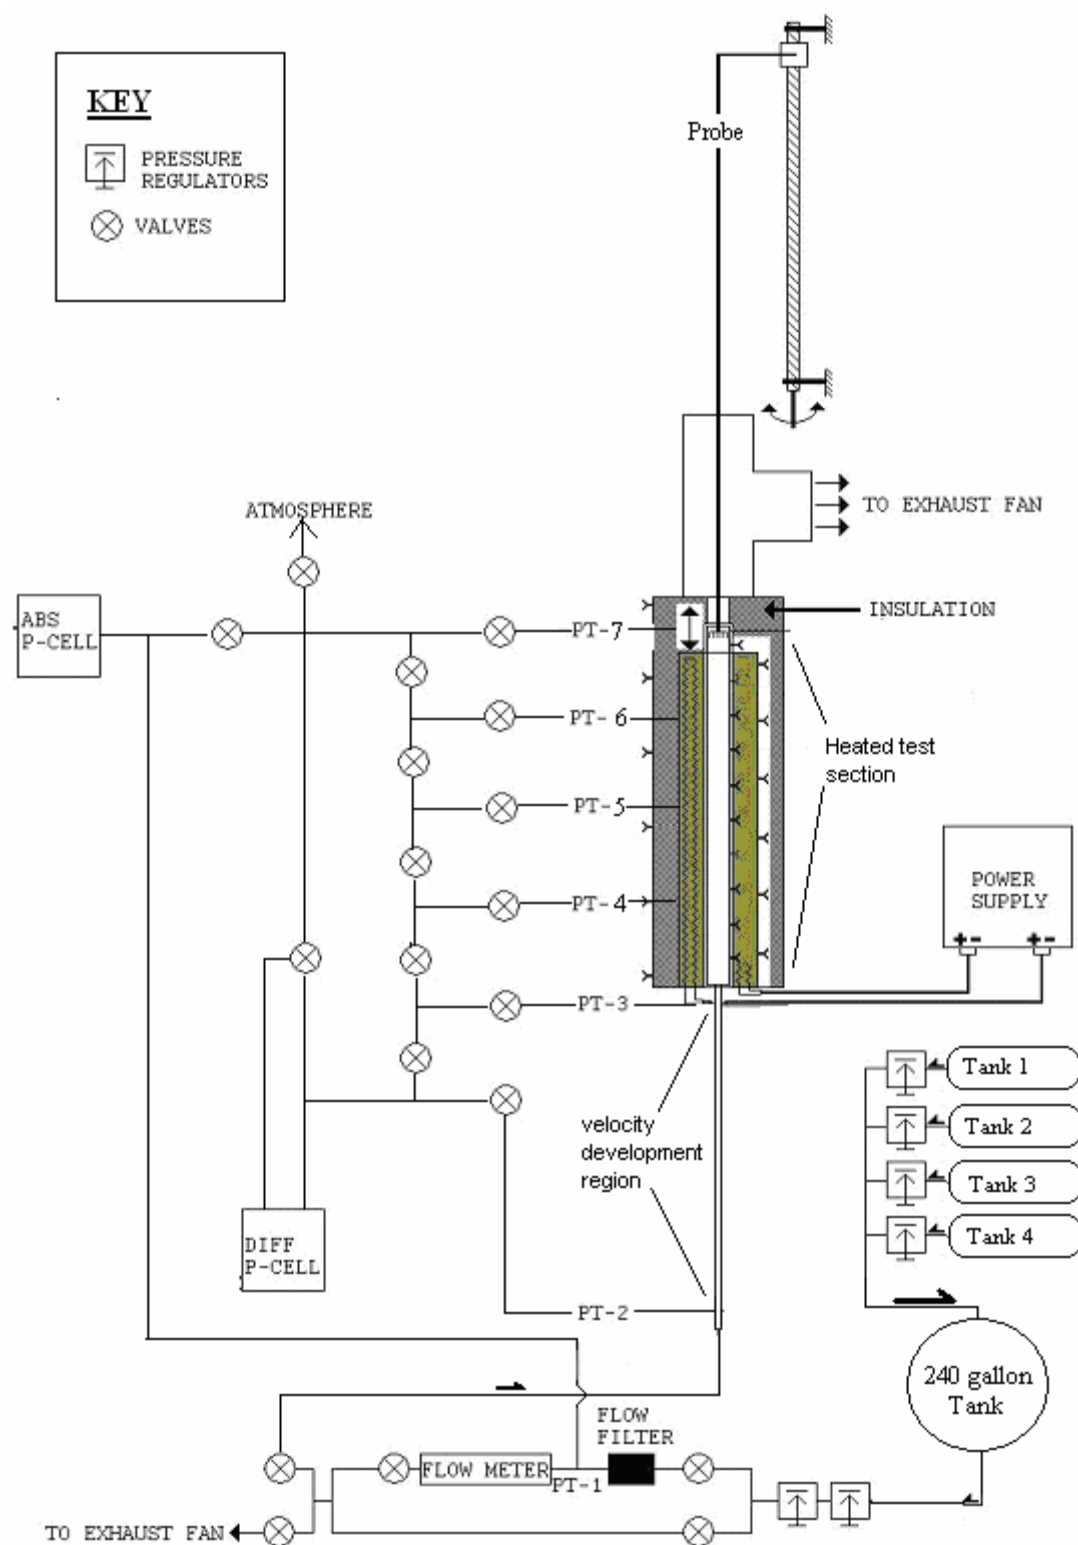 KEY
PRESSURE
REGULATORS
VALVES
Probe
ATMOSPHERE
TO EXHAUST FAN
ABS
P-CELL
PT-7
INSULATION
PT-6
Heated test
section
PT-5
PT-4
POWER
SUPPLY
+ - + -
PT-3
Tank 1
Tank 2
Tank 3
Tank 4
velocity
development
region
DIFF
P-CELL
PT-2
240 gallon
Tank
FLOW
FILTER
FLOW METER
PT-1
TO EXHAUST FAN